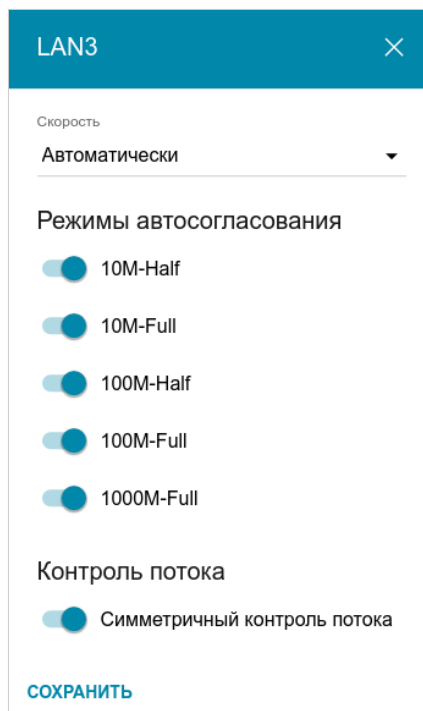 LAN3
Скорость
Автоматически
Режимы автосогласования
10M-Half
10M-Full
100M-Half
100M-Full
1000M-Full
Контроль потока
Симметричный контроль потока
СОХРАНИТЬ